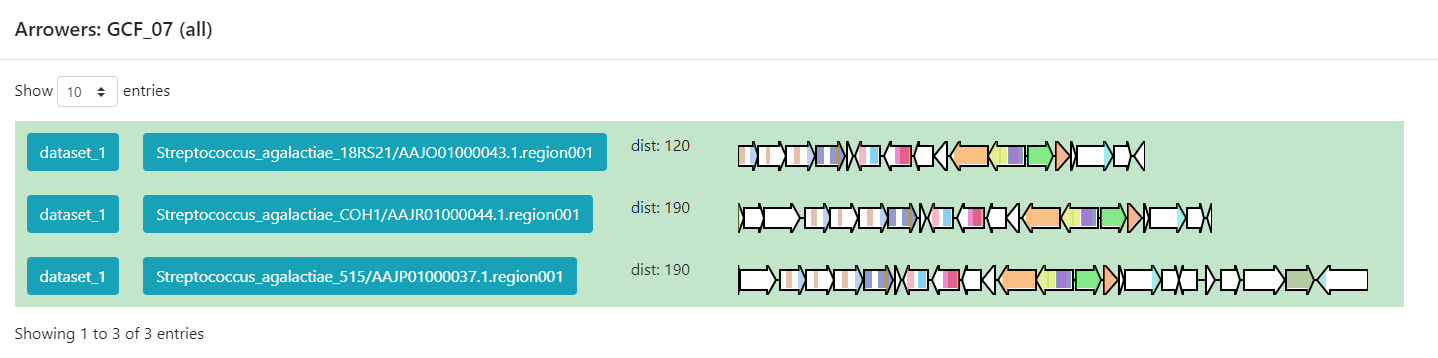 Arrowers: GCF_07 (all)
Show 10 entries
dataset_1 Streptococcus_agalactiae_18RS21/AAJO01000043.1.region001 dist: 120
dataset_1 Streptococcus_agalactiae_COH1/AAJR01000044.1.region001 dist: 190
dataset_1 Streptococcus_agalactiae_515/AAJP01000037.1.region001 dist: 190
Showing 1 to 3 of 3 entries